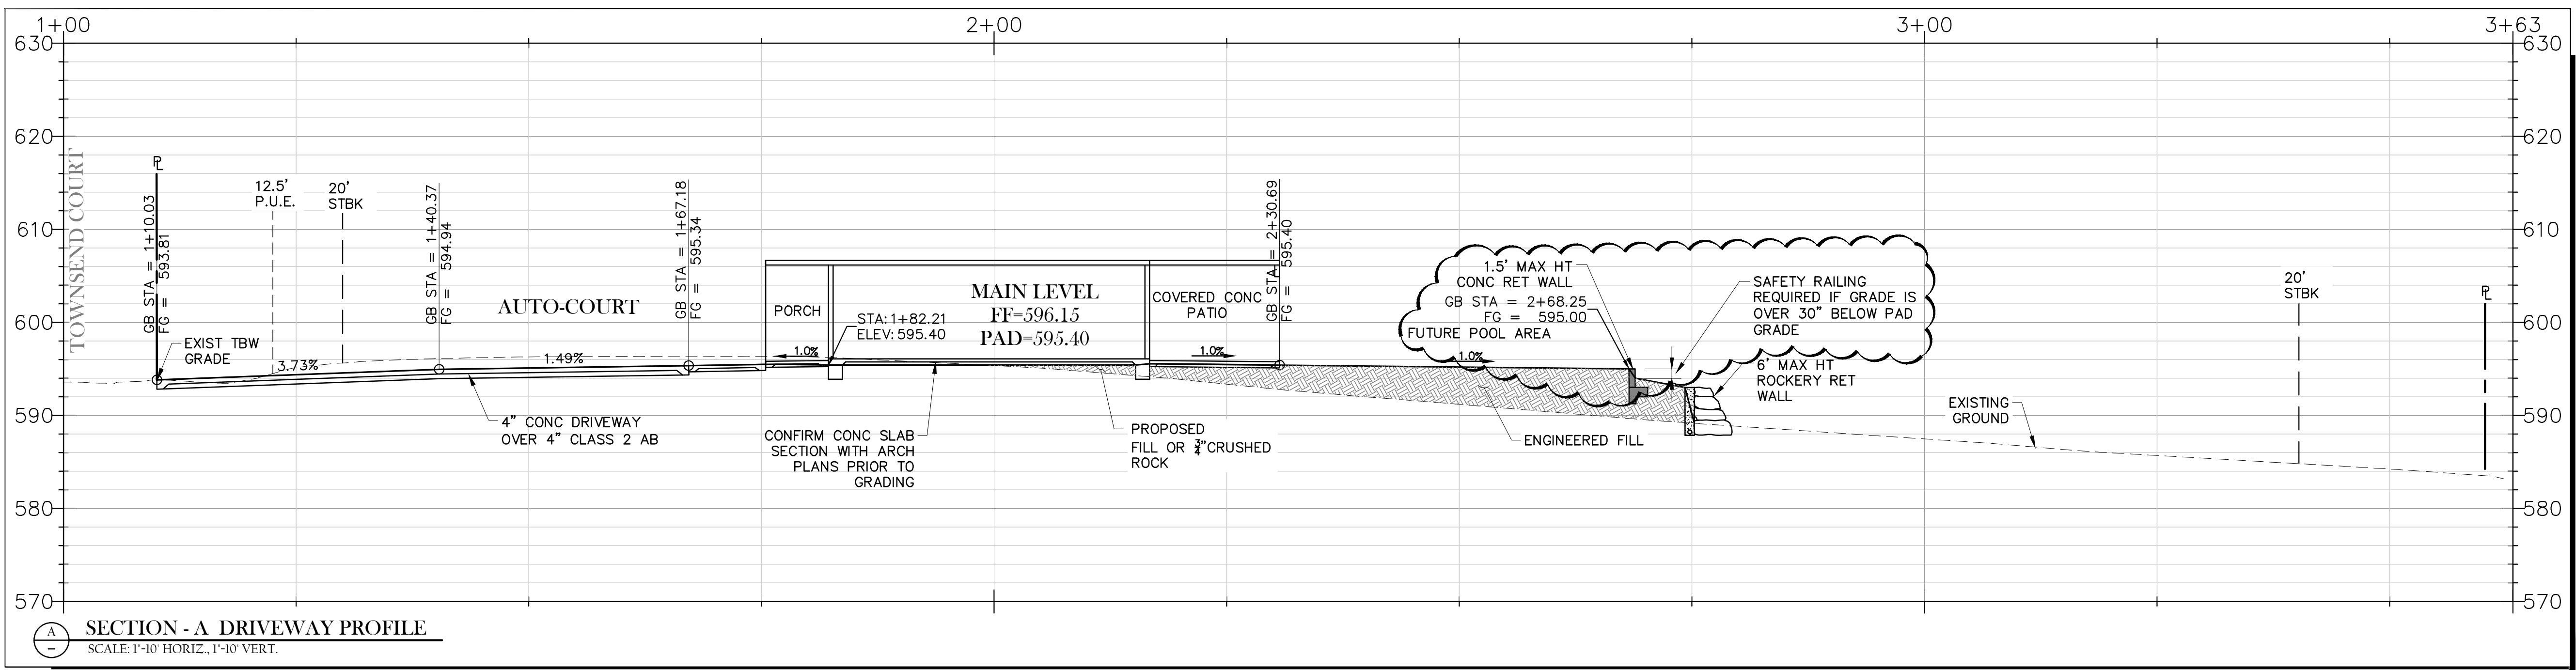 1+00
2+00
3+00
3+63
630
630
620
620
610
610
600
600
590
590
580
580
570
570
TOWNSEND COURT
PL
GB STA = 1+10.03
FG = 593.81
EXIST TBW
GRADE
12.5'
P.U.E.
20'
STBK
3.73%
GB STA = 1+40.37
FG = 594.94
AUTO-COURT
1.49%
4" CONC DRIVEWAY
OVER 4" CLASS 2 AB
GB STA = 1+67.18
FG = 595.34
PORCH
1.0%
STA:1+82.21
ELEV:595.40
MAIN LEVEL
FF=596.15
PAD=595.40
CONFIRM CONC SLAB
SECTION WITH ARCH
PLANS PRIOR TO
GRADING
COVERED CONC
PATIO
1.0%
GB STA = 2+30.69
FG = 595.40
PROPOSED
FILL OR 3/4" CRUSHED
ROCK
1.5' MAX HT
CONC RET WALL
GB STA = 2+68.25
FG = 595.00
FUTURE POOL AREA
1.0%
ENGINEERED FILL
SAFETY RAILING
REQUIRED IF GRADE IS
OVER 30" BELOW PAD
GRADE
6' MAX HT
ROCKERY RET
WALL
EXISTING
GROUND
20'
STBK
PL
A
–
SECTION - A DRIVEWAY PROFILE
SCALE: 1"=10' HORIZ., 1"=10' VERT.